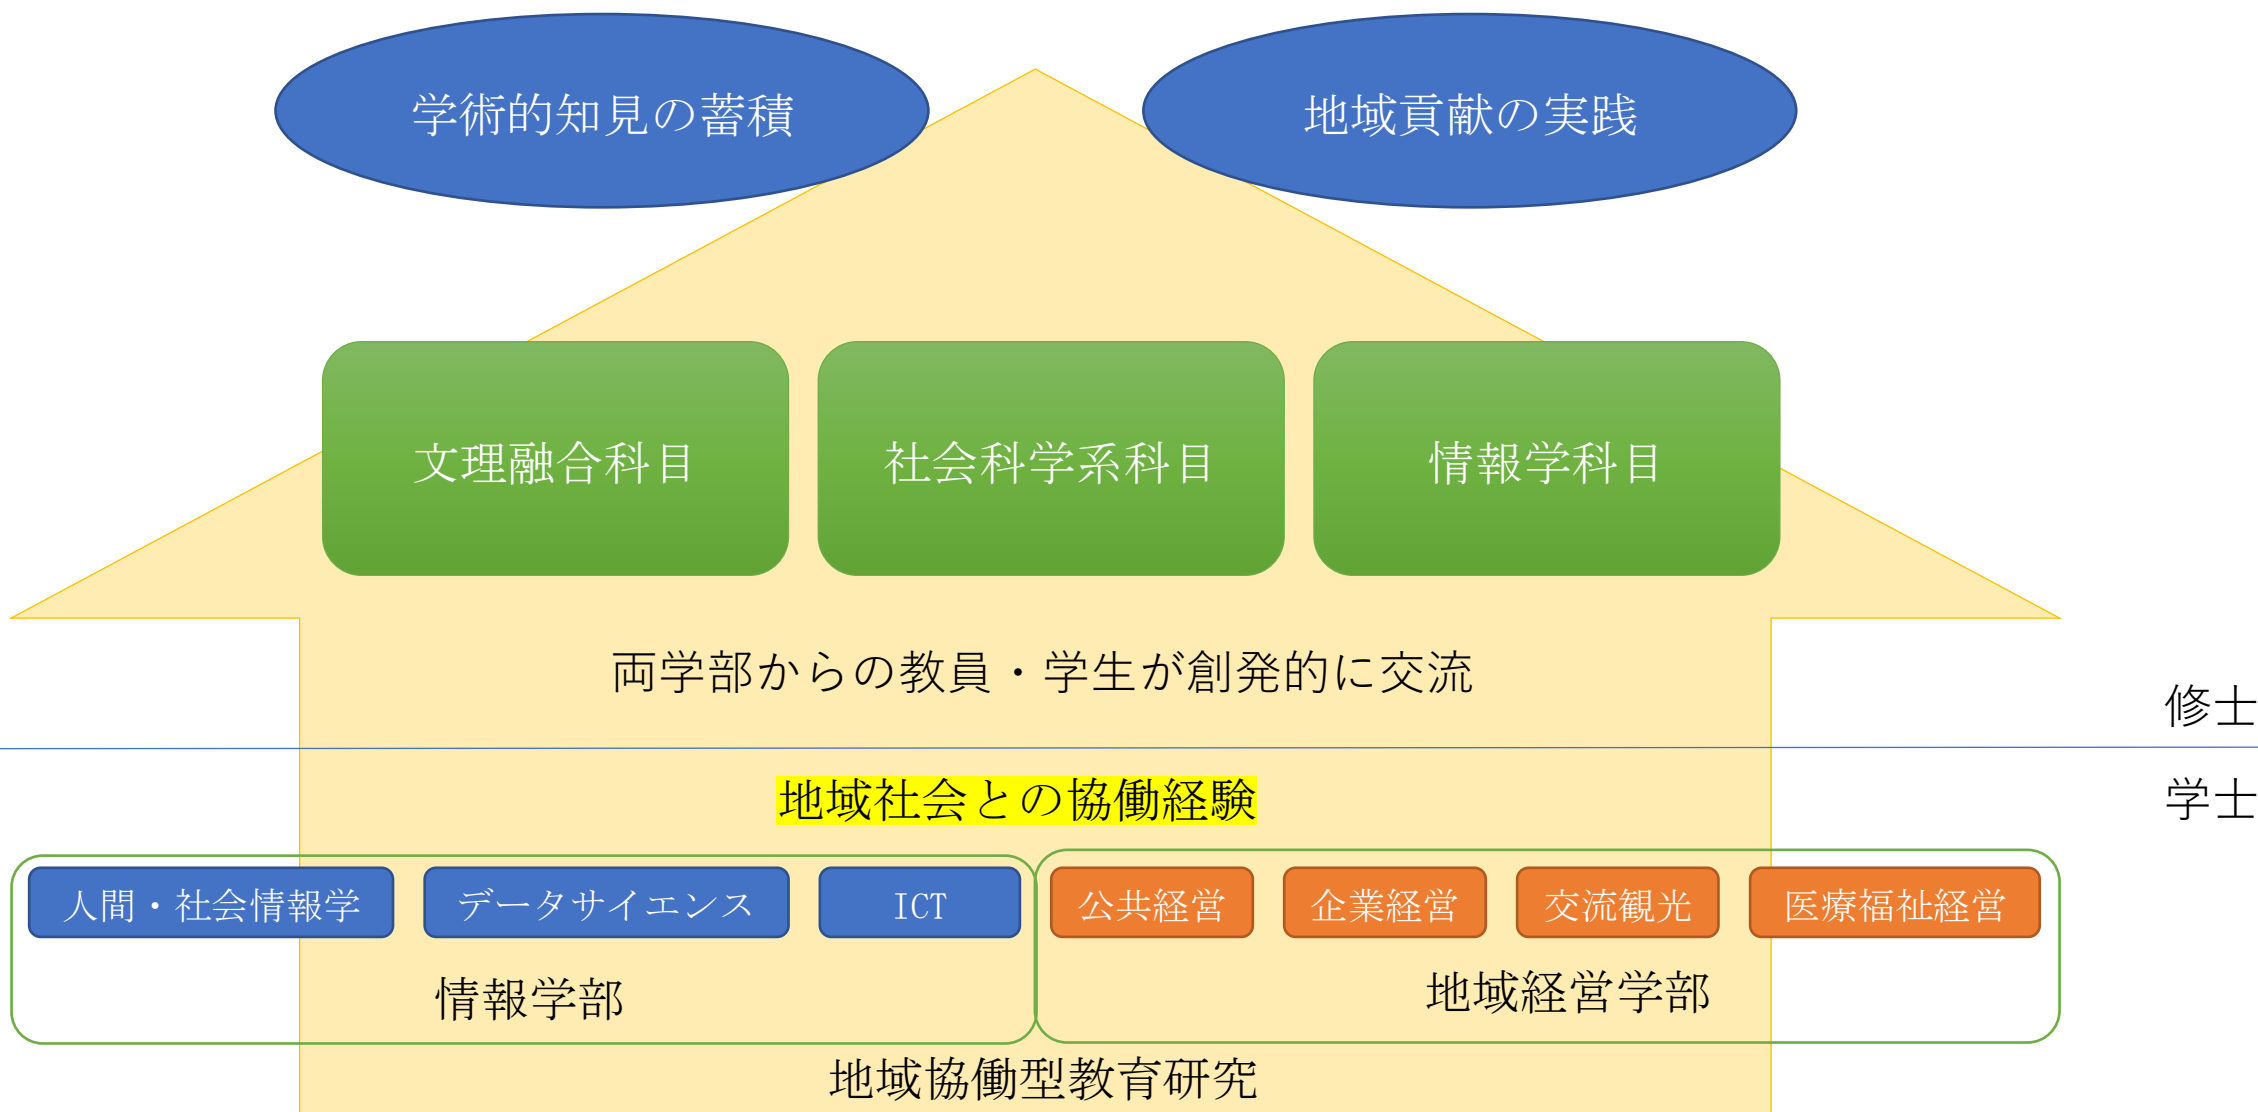 学術的知見の蓄積
地域貢献の実践
文理融合科目
社会科学系科目
情報学科目
両学部からの教員・学生が創発的に交流
修士
地域社会との協働経験
学士
人間・社会情報学
データサイエンス
ICT
公共経営
企業経営
交流観光
医療福祉経営
情報学部
地域経営学部
地域協働型教育研究